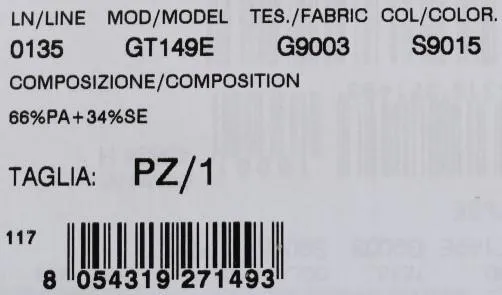 LN/LINE MOD/MODEL TES./FABRIC COL/COLOR.
0135 GT149E G9003 S9015
COMPOSIZIONE/COMPOSITION
66%PA+34%SE
TAGLIA: PZ/1
117
8 054319 271493